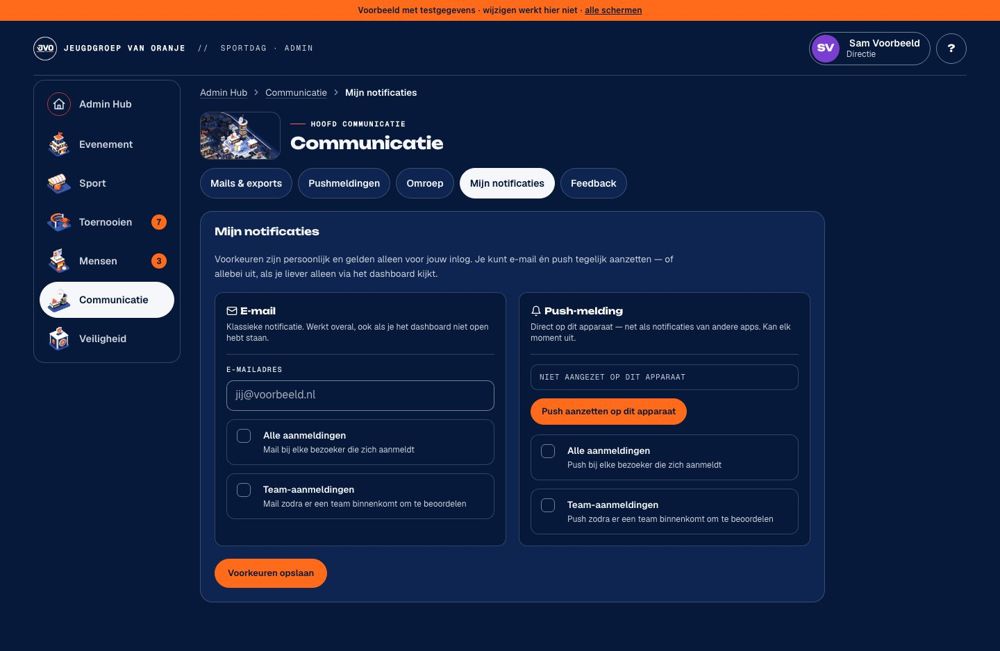 Voorbeeld met testgegevens · wijzigen werkt hier niet · alle schermen
JVO JEUGDGROEP VAN ORANJE // SPORTDAG · ADMIN
SV Sam Voorbeeld
Directie
?
Admin Hub
Evenement
Sport
Toernooien 7
Mensen 3
Communicatie
Veiligheid
Admin Hub > Communicatie > Mijn notificaties
HOOFD COMMUNICATIE
Communicatie
Mails & exports
Pushmeldingen
Omroep
Mijn notificaties
Feedback
Mijn notificaties
Voorkeuren zijn persoonlijk en gelden alleen voor jouw inlog. Je kunt e-mail én push tegelijk aanzetten — of
allebei uit, als je liever alleen via het dashboard kijkt.
E-mail
Klassieke notificatie. Werkt overal, ook als je het dashboard niet open
hebt staan.
E-MAILADRES
jij@voorbeeld.nl
Alle aanmeldingen
Mail bij elke bezoeker die zich aanmeldt
Team-aanmeldingen
Mail zodra er een team binnenkomt om te beoordelen
Push-melding
Direct op dit apparaat — net als notificaties van andere apps. Kan elk
moment uit.
NIET AANGEZET OP DIT APPARAAT
Push aanzetten op dit apparaat
Alle aanmeldingen
Push bij elke bezoeker die zich aanmeldt
Team-aanmeldingen
Push zodra er een team binnenkomt om te beoordelen
Voorkeuren opslaan